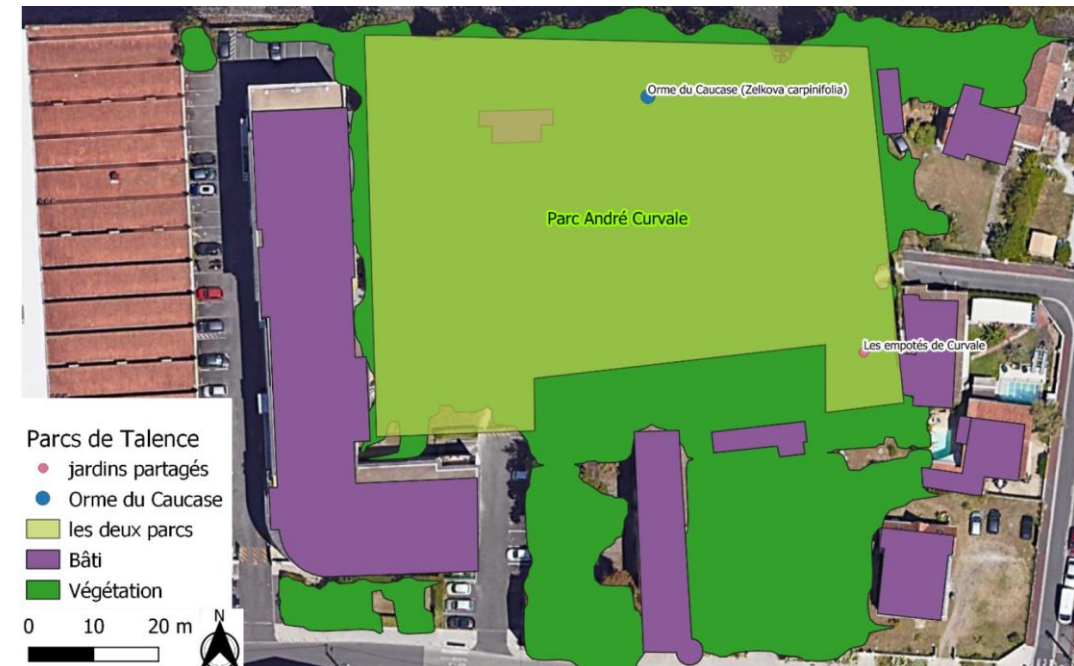 Orme du Caucase (Zelkova carpinifolia)
Parc André Curvale
Les empotés de Curvale
Parcs de Talence
jardins partagés
Orme du Caucase
les deux parcs
Bâti
Végétation
0 10 20 m
N